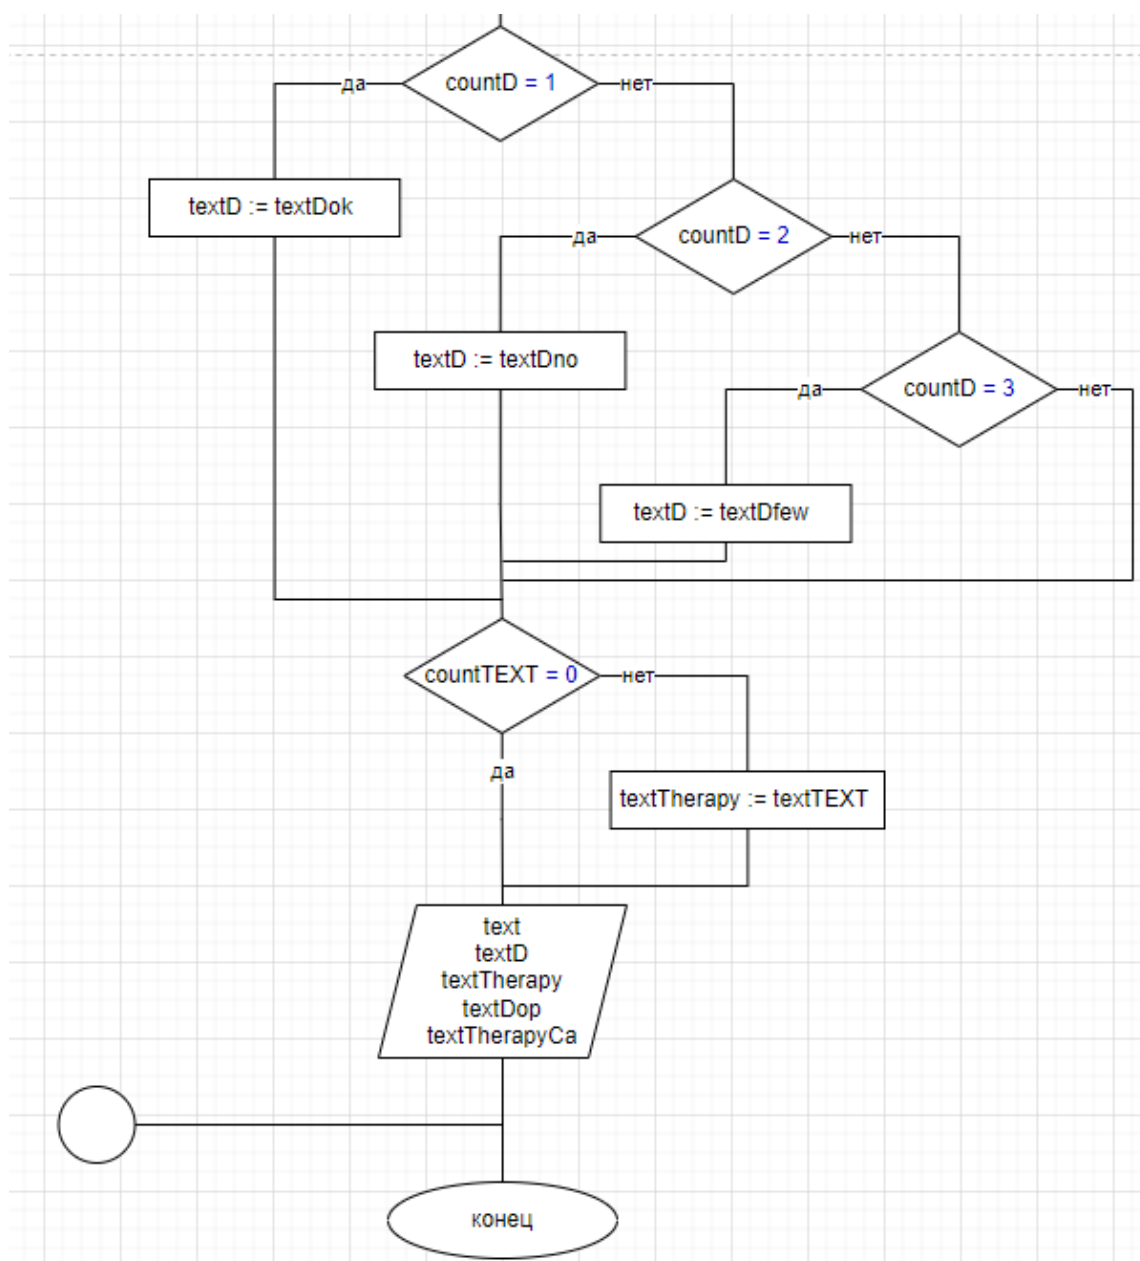 countD = 1
да
нет
textD := textDok
countD = 2
да
нет
textD := textDno
countD = 3
да
нет
textD := textDfew
countTEXT = 0
нет
да
textTherapy := textTEXT
text
textD
textTherapy
textDop
textTherapyCa
конец